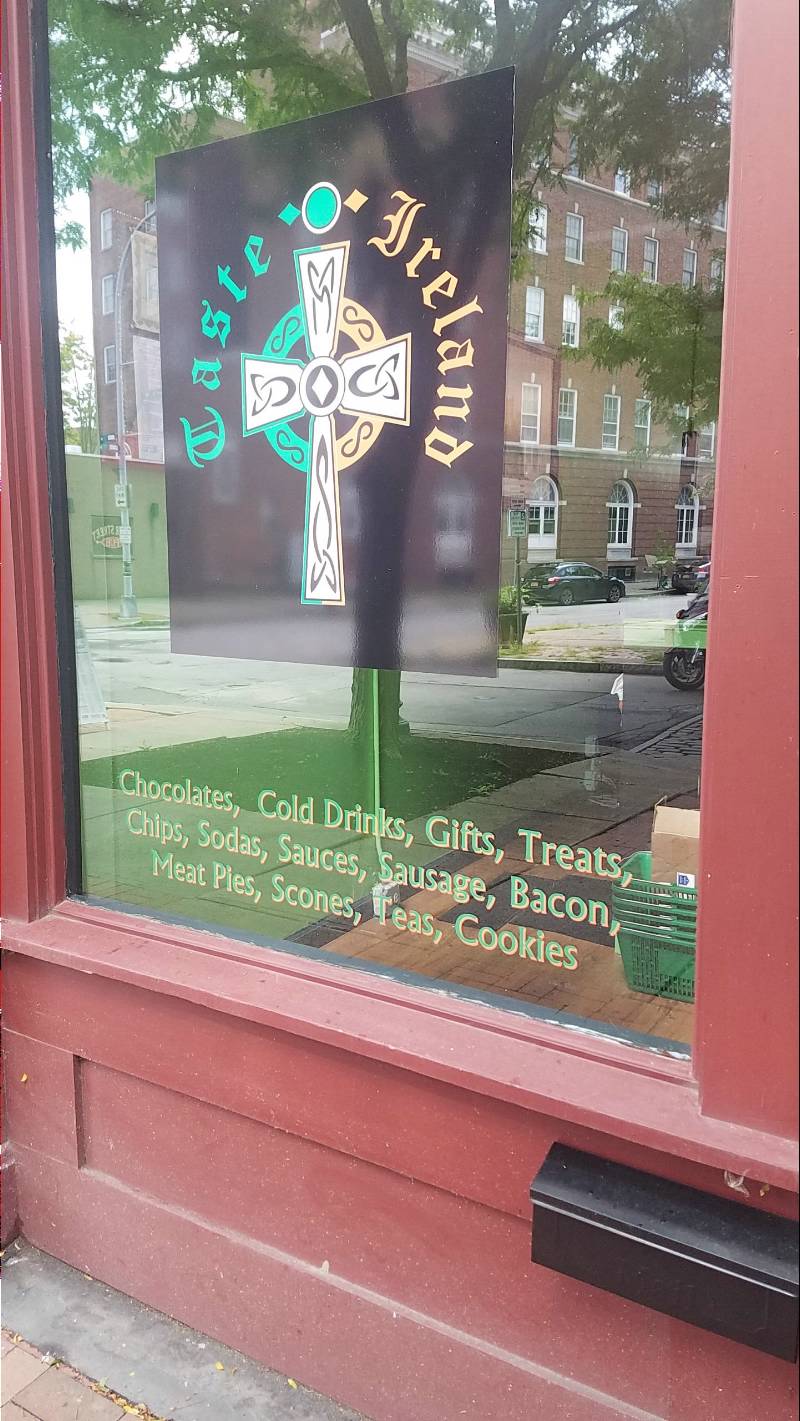 Taste Ireland
Chocolates, Cold Drinks, Gifts, Treats,
Chips, Sodas, Sauces, Sausage, Bacon,
Meat Pies, Scones, Teas, Cookies